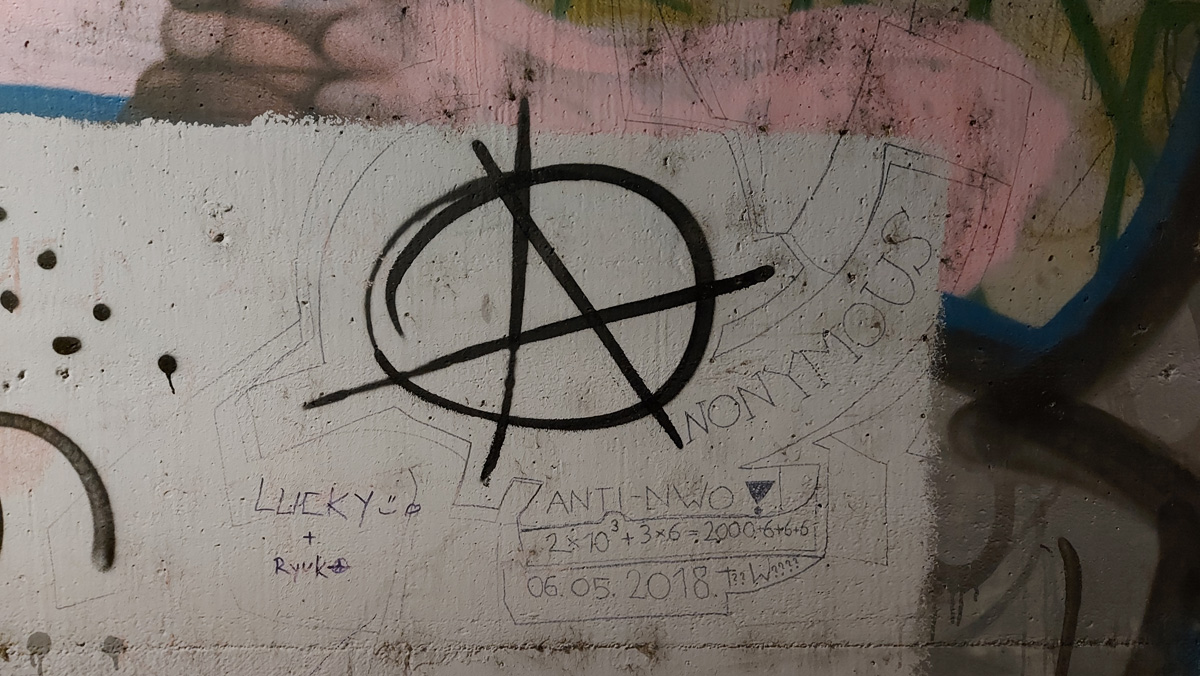 ANONYMOUS
LUCKY
+
Ryuk
ANTI-NWO
2×10³+3×6=2000+6+6+6
06.05.2018.